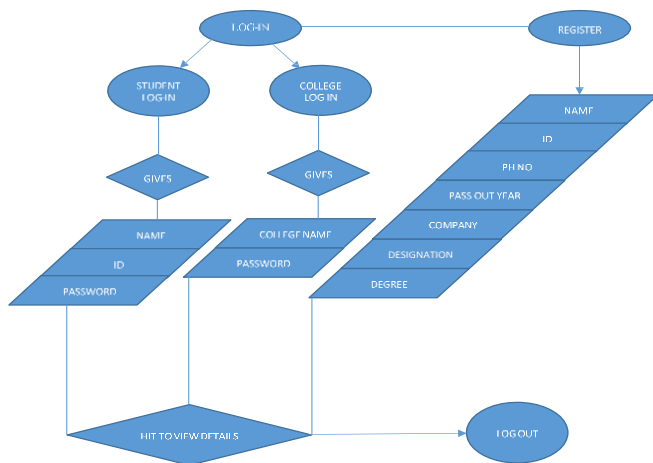 LOG-IN
REGISTER
STUDENT
LOG-IN
COLLEGE
LOG IN
GIVES
GIVES
NAME
ID
PASSWORD
COLLEGE NAME
PASSWORD
NAME
ID
PH.NO
PASS OUT YEAR
COMPANY
DESIGNATION
DEGREE
HIT TO VIEW DETAILS
LOG OUT